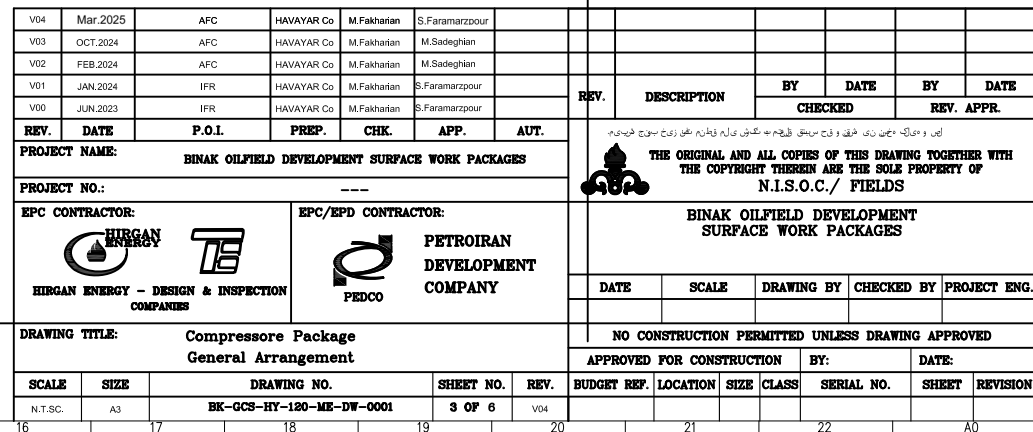 V04 Mar.2025 AFC HAVAYAR Co M.Fakharian S.Faramarzpour
V03 OCT.2024 AFC HAVAYAR Co M.Fakharian M.Sadeghian
V02 FEB.2024 AFC HAVAYAR Co M.Fakharian M.Sadeghian
V01 JAN.2024 IFR HAVAYAR Co M.Fakharian S.Faramarzpour
V00 JUN.2023 IFR HAVAYAR Co M.Fakharian S.Faramarzpour
REV. DATE P.O.I. PREP. CHK. APP. AUT.
PROJECT NAME:
BINAK OILFIELD DEVELOPMENT SURFACE WORK PACKAGES
PROJECT NO.: ---
EPC CONTRACTOR:
HIRGAN
ENERGY
HIRGAN ENERGY - DESIGN & INSPECTION
COMPANIES
EPC/EPD CONTRACTOR:
PEDCO
PETROIRAN
DEVELOPMENT
COMPANY
DRAWING TITLE:
Compressore Package
General Arrangement
SCALE SIZE DRAWING NO. SHEET NO. REV.
N.T.SC. A3 BK-GCS-HY-120-ME-DW-0001 3 OF 6 V04
REV. DESCRIPTION BY DATE BY DATE
CHECKED REV. APPR.
THE ORIGINAL AND ALL COPIES OF THIS DRAWING TOGETHER WITH
THE COPYRIGHT THEREIN ARE THE SOLE PROPERTY OF
N.I.S.O.C./ FIELDS
BINAK OILFIELD DEVELOPMENT
SURFACE WORK PACKAGES
DATE SCALE DRAWING BY CHECKED BY PROJECT ENG.
NO CONSTRUCTION PERMITTED UNLESS DRAWING APPROVED
APPROVED FOR CONSTRUCTION BY: DATE:
BUDGET REF. LOCATION SIZE CLASS SERIAL NO. SHEET REVISION
16 17 18 19 20 21 22 A0